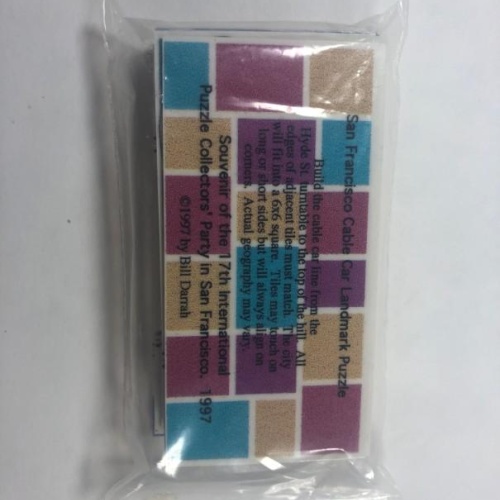 San Francisco Cable Car Landmark Puzzle
Build the cable car line from the
Hyde St. turntable to the top of the hill. All
edges of adjacent tiles must match. The city
will fit into a 6x6 square. Tiles may touch on
long or short sides but will always align on
corners. Actual geography may vary.
Souvenir of the 17th International
Puzzle Collectors' Party in San Francisco, 1997
©1997 by Bill Darrah